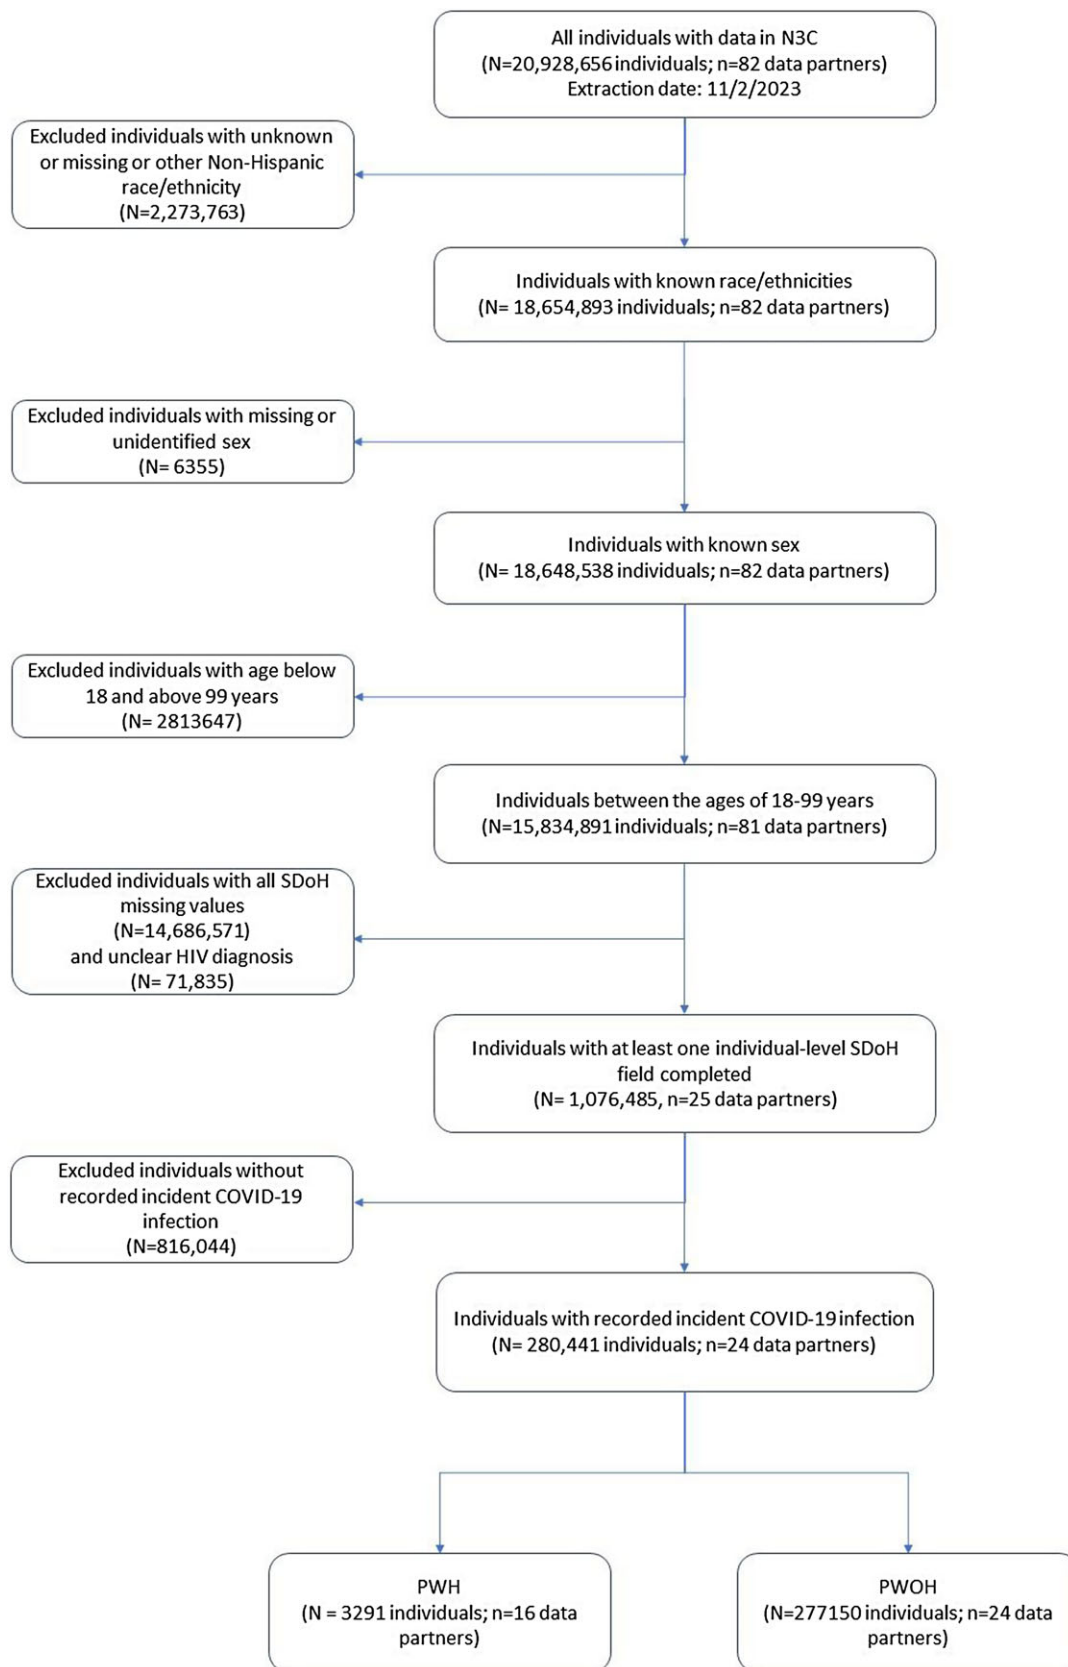 All individuals with data in N3C
(N=20,928,656 individuals; n=82 data partners)
Extraction date: 11/2/2023
Excluded individuals with unknown
or missing or other Non-Hispanic
race/ethnicity
(N=2,273,763)
Individuals with known race/ethnicities
(N= 18,654,893 individuals; n=82 data partners)
Excluded individuals with missing or
unidentified sex
(N= 6355)
Individuals with known sex
(N= 18,648,538 individuals; n=82 data partners)
Excluded individuals with age below
18 and above 99 years
(N= 2813647)
Individuals between the ages of 18-99 years
(N=15,834,891 individuals; n=81 data partners)
Excluded individuals with all SDoH
missing values
(N=14,686,571)
and unclear HIV diagnosis
(N= 71,835)
Individuals with at least one individual-level SDoH
field completed
(N= 1,076,485, n=25 data partners)
Excluded individuals without
recorded incident COVID-19
infection
(N=816,044)
Individuals with recorded incident COVID-19 infection
(N= 280,441 individuals; n=24 data partners)
PWH
(N = 3291 individuals; n=16 data
partners)
PWOH
(N=277150 individuals; n=24 data
partners)